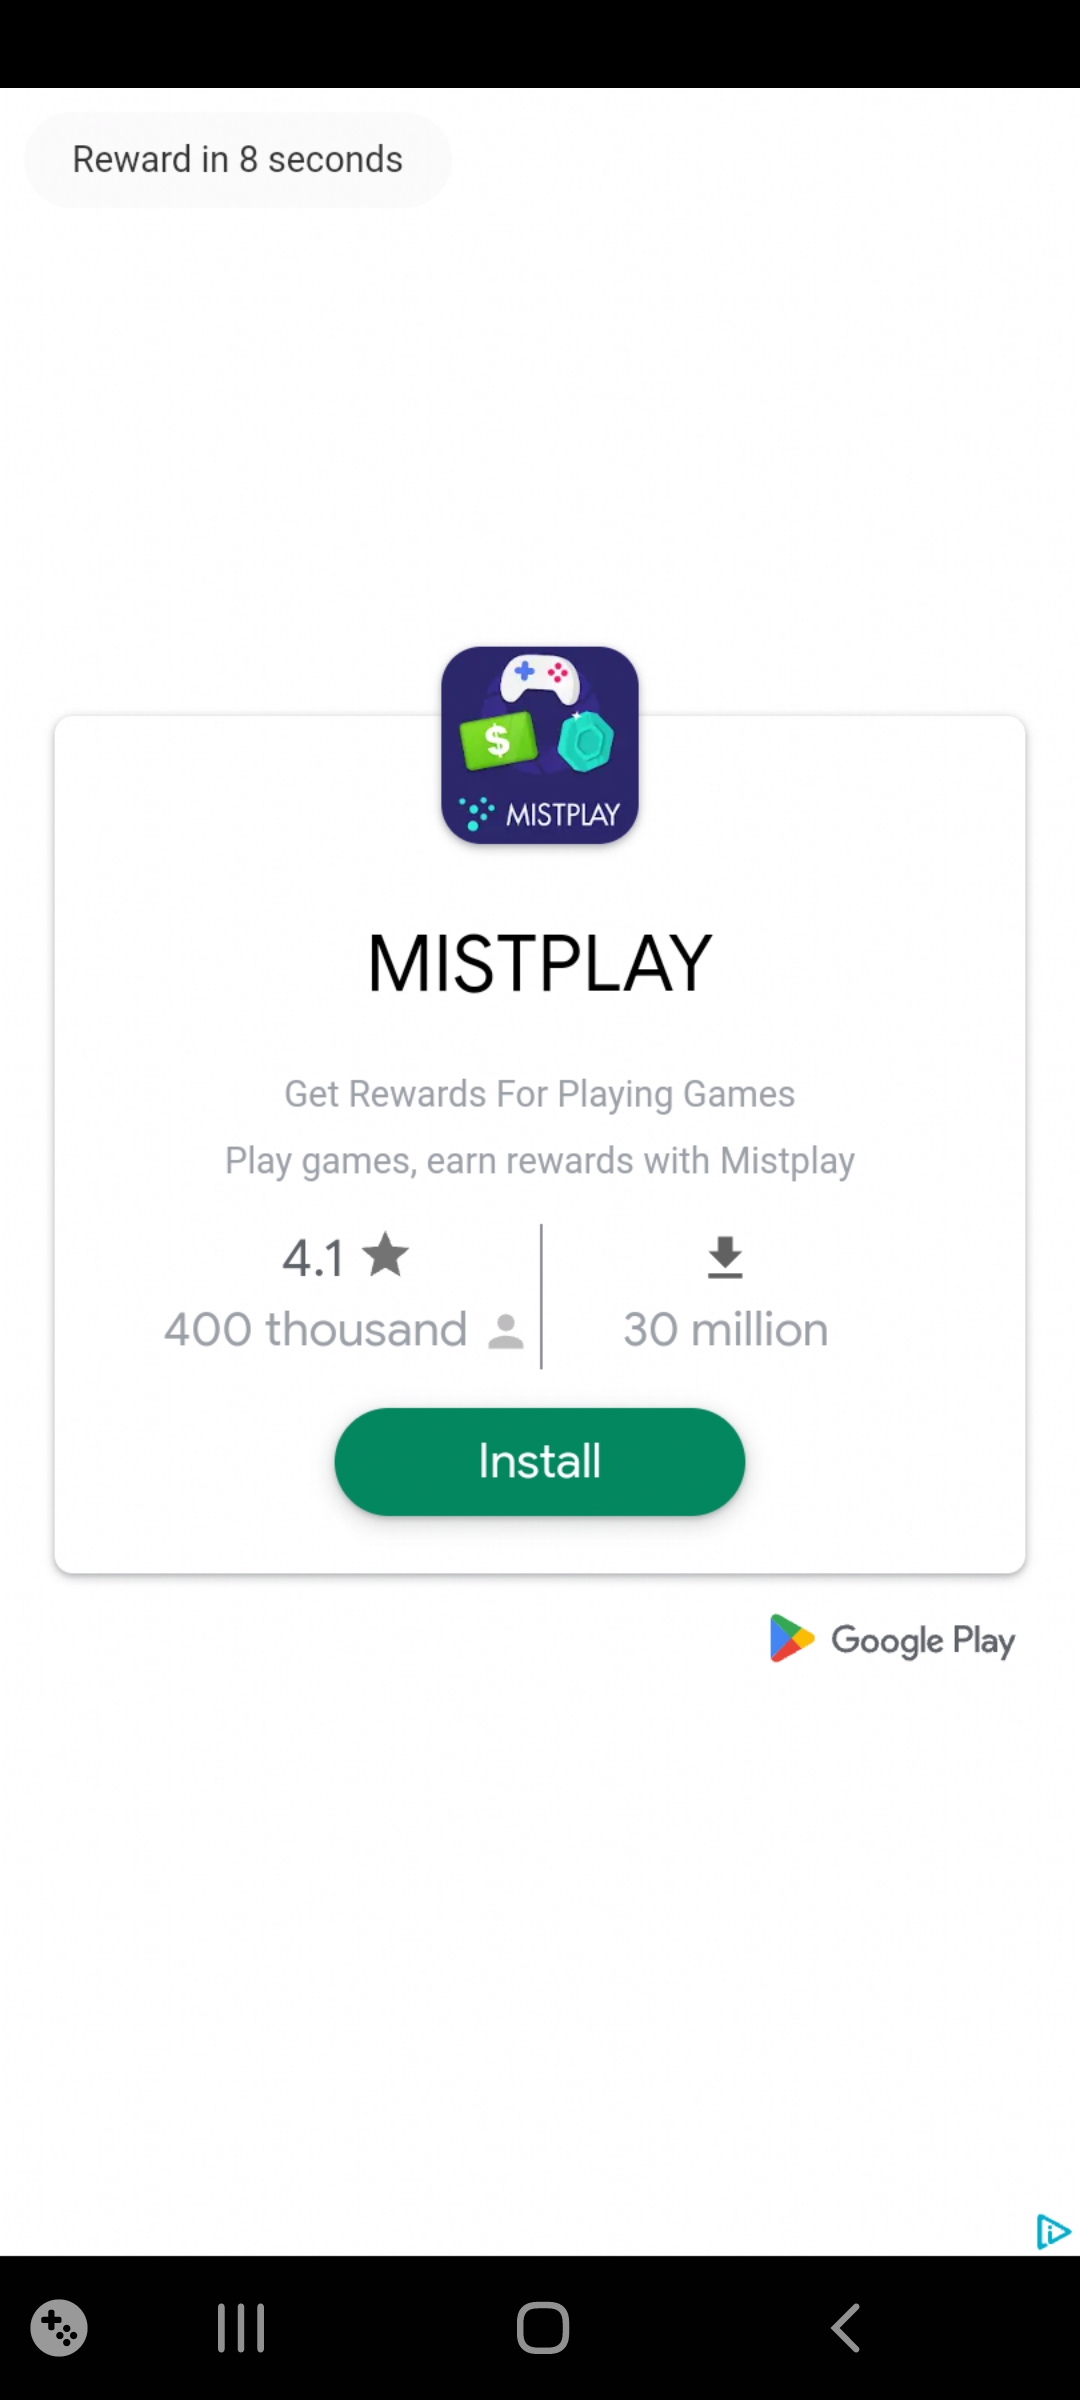 Reward in 8 seconds
$
MISTPLAY
MISTPLAY
Get Rewards For Playing Games
Play games, earn rewards with Mistplay
4.1
400 thousand
30 million
Install
Google Play